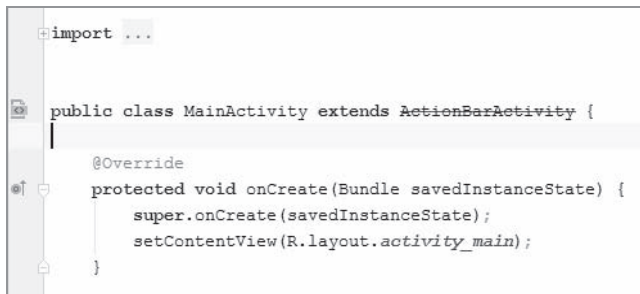 import ...
public class MainActivity extends ActionBarActivity {
@Override
protected void onCreate(Bundle savedInstanceState) {
super.onCreate(savedInstanceState);
setContentView(R.layout.activity_main);
}